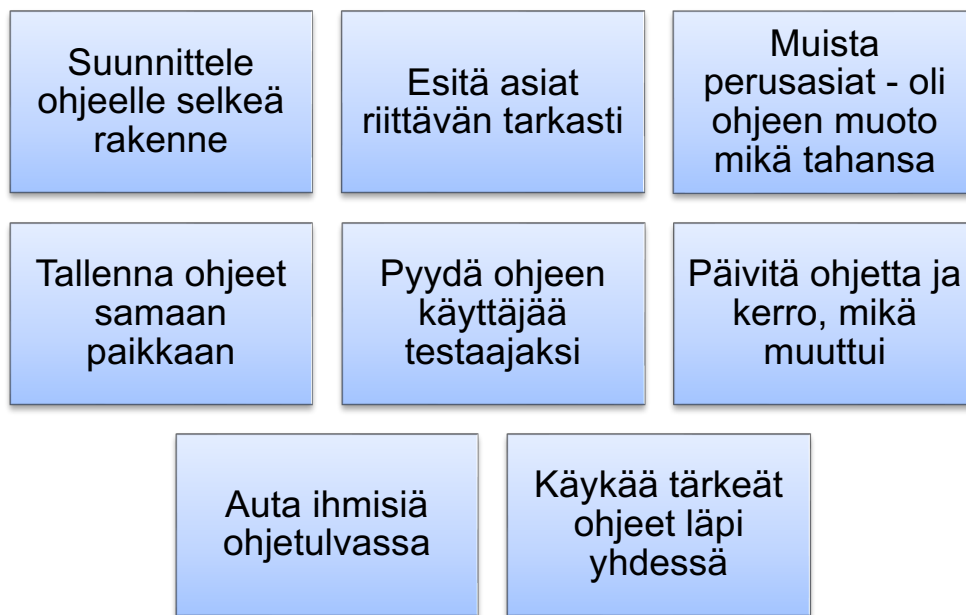 Suunnittele
ohjeelle selkeä
rakenne
Esitä asiat
riittävän tarkasti
Muista
perusasiat - oli
ohjeen muoto
mikä tahansa
Tallenna ohjeet
samaan
paikkaan
Pyydä ohjeen
käyttäjää
testaajaksi
Päivitä ohjetta ja
kerro, mikä
muuttui
Auta ihmisiä
ohjetulvassa
Käykää tärkeät
ohjeet läpi
yhdessä